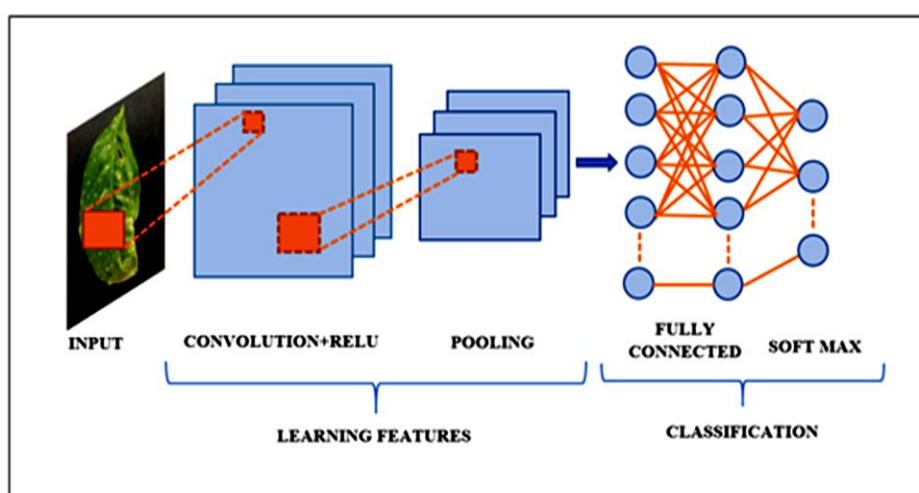 INPUT
CONVOLUTION+RELU
POOLING
FULLY
CONNECTED
SOFT MAX
LEARNING FEATURES
CLASSIFICATION